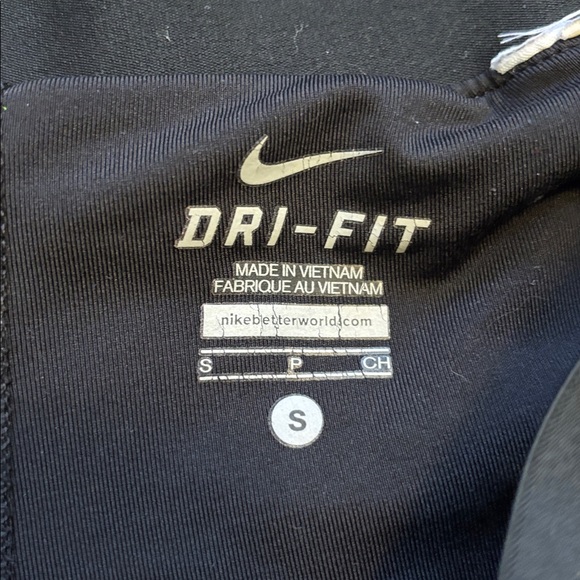 DRI-FIT
MADE IN VIETNAM
FABRIQUE AU VIETNAM
nikebetterworld.com
S P CH
S